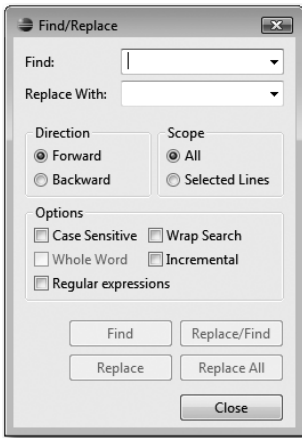 Find/Replace
Find:
Replace With:
Direction
Scope
Forward
All
Backward
Selected Lines
Options
Case Sensitive Wrap Search
Whole Word Incremental
Regular expressions
Find Replace/Find
Replace Replace All
Close